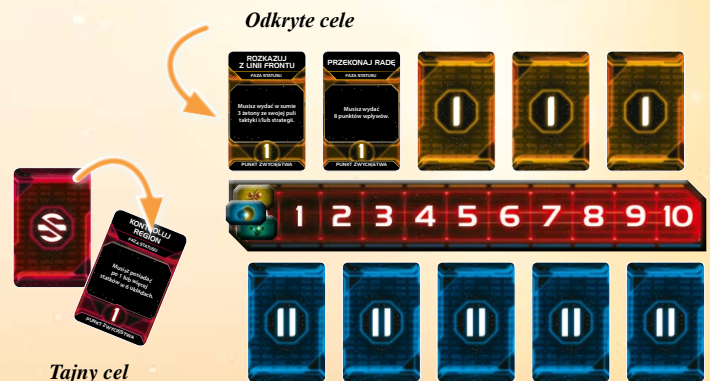 Odkryte cele
ROZKAZUJ
Z LINII FRONTU
FAZA STATUSU
Musisz wydać w sumie
3 żetony ze swojej puli
taktyki i/lub strategii.
1
PUNKT ZWYCIĘSTWA
PRZEKONAJ RADĘ
FAZA STATUSU
Musisz wydać
8 punktów wpływów.
1
PUNKT ZWYCIĘSTWA
I
I
I
1 2 3 4 5 6 7 8 9 10
KONTROLUJ
REGION
FAZA STATUSU
Musisz posiadać
po 1 lub więcej
statków w 6 układach.
1
PUNKT ZWYCIĘSTWA
II
II
II
II
II
Tajny cel